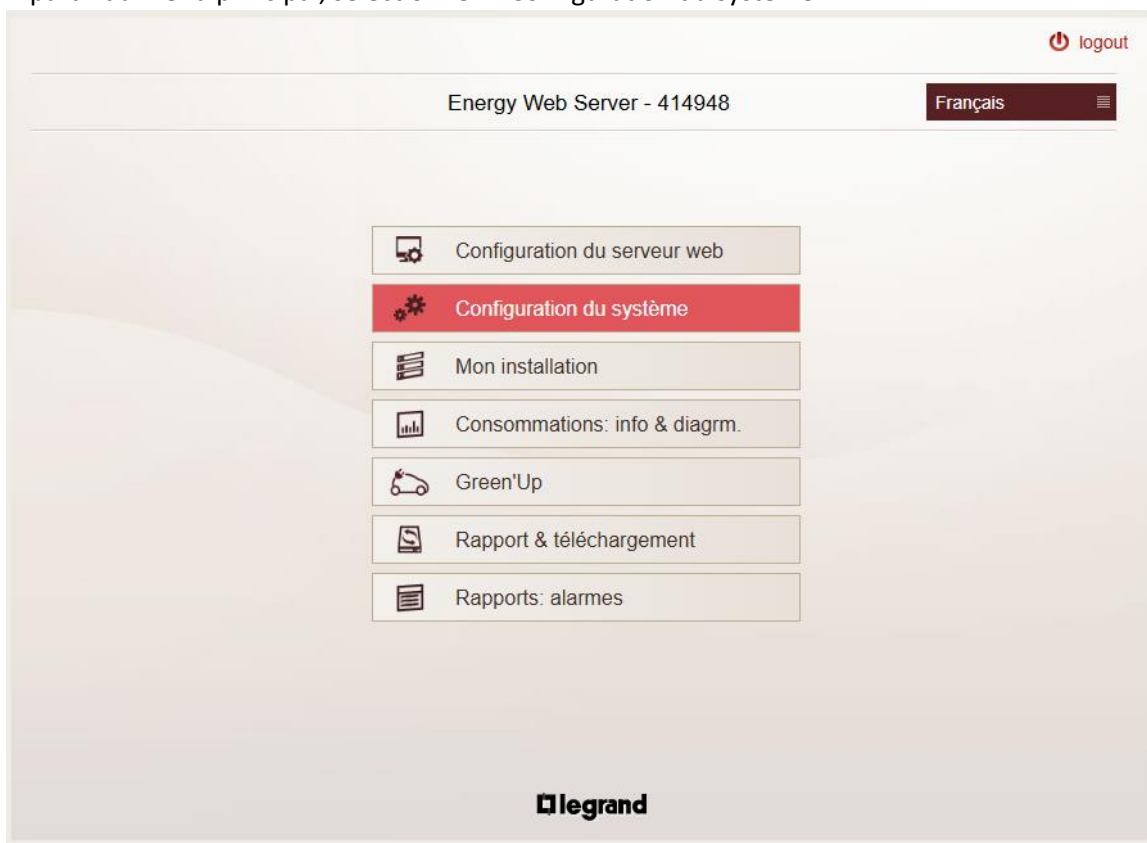 logout
Energy Web Server - 414948
Français
Configuration du serveur web
Configuration du système
Mon installation
Consommations: info & diagrm.
Green'Up
Rapport & téléchargement
Rapports: alarmes
legrand